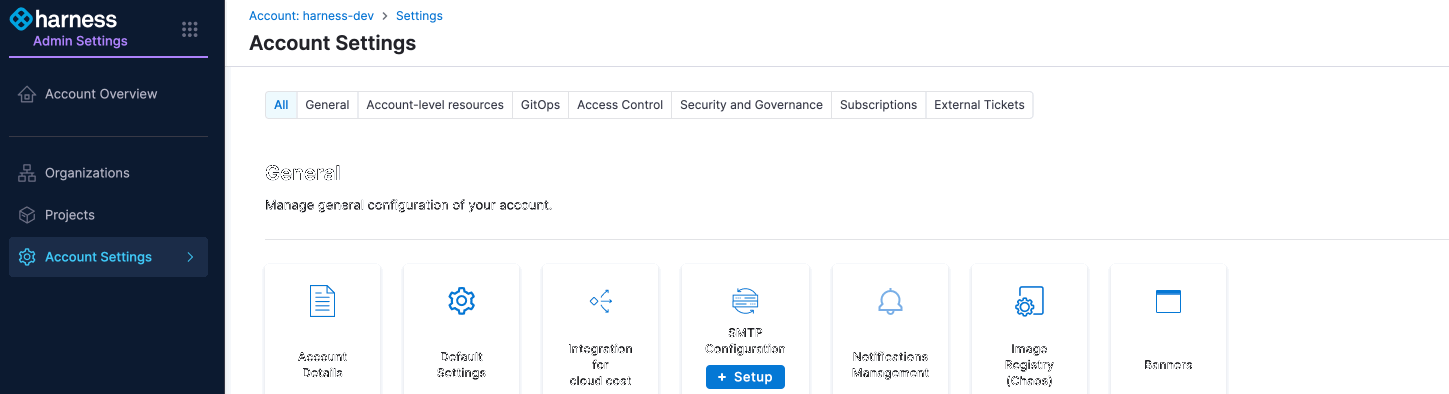 harness
Admin Settings
Account Overview
Organizations
Projects
Account Settings
Account: harness-dev > Settings
Account Settings
All General Account-level resources GitOps Access Control Security and Governance Subscriptions External Tickets
General
Manage general configuration of your account.
Account
Details
Default
Settings
Integration
for
cloud cost
SMTP
Configuration
+ Setup
Notifications
Management
Image
Registry
(Chaos)
Banners